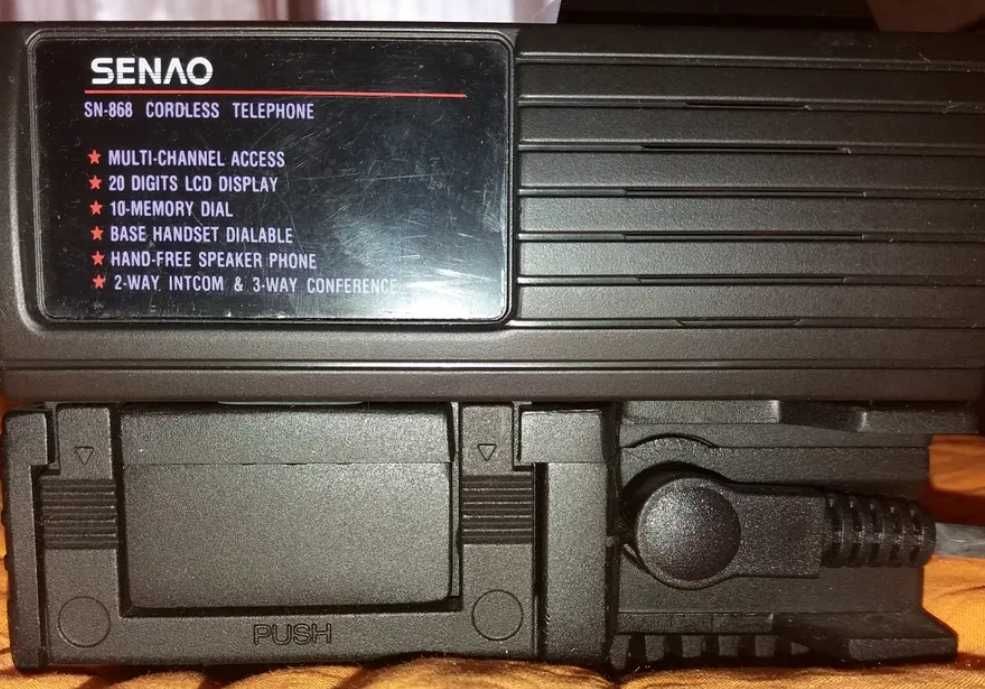 SENAO
SN-868 CORDLESS TELEPHONE
★ MULTI-CHANNEL ACCESS
★ 20 DIGITS LCD DISPLAY
★ 10-MEMORY DIAL
★ BASE HANDSET DIALABLE
★ HAND-FREE SPEAKER PHONE
★ 2-WAY INTCOM & 3-WAY CONFERENCE
PUSH